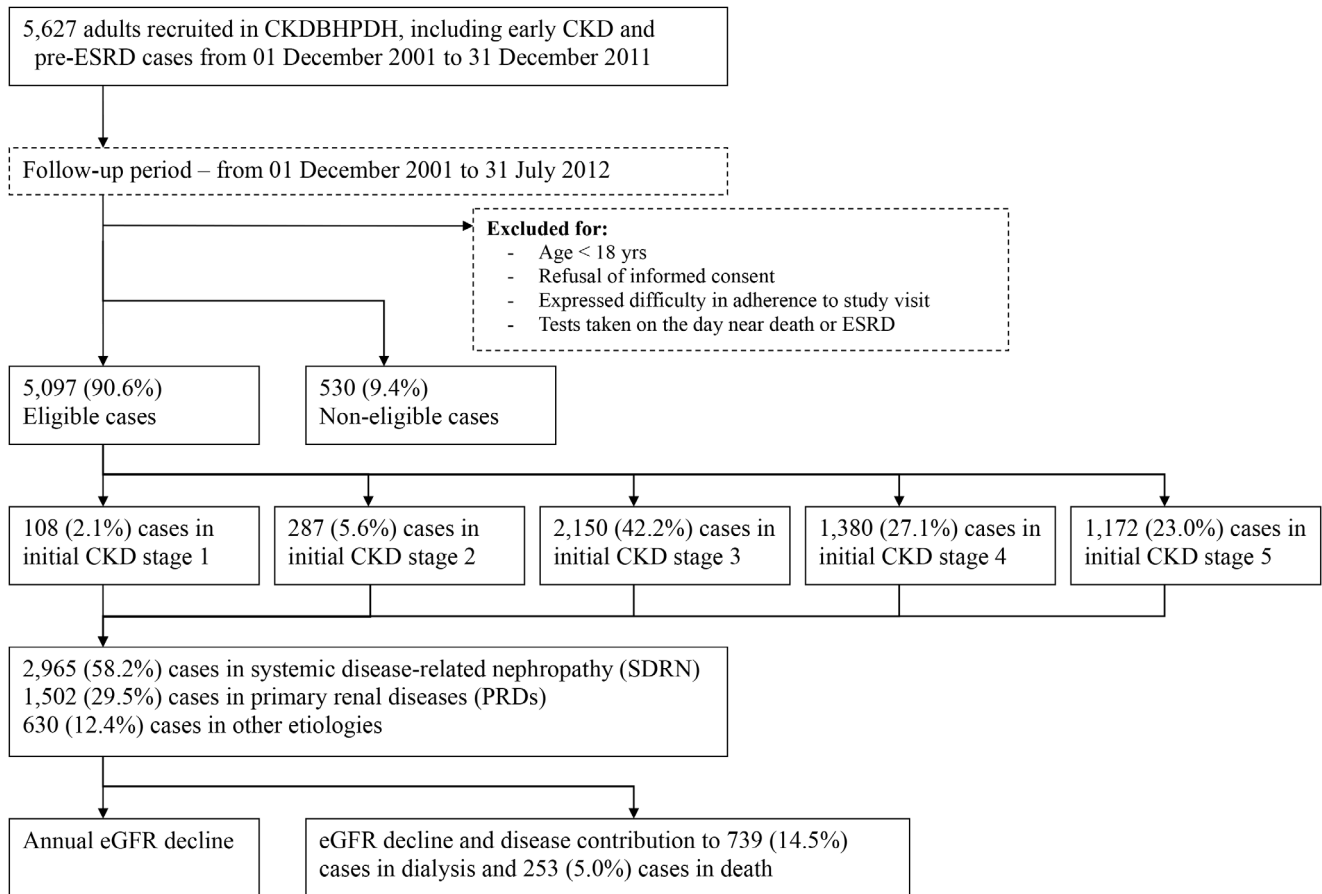 5,627 adults recruited in CKDBHPDH, including early CKD and
pre-ESRD cases from 01 December 2001 to 31 December 2011
Follow-up period – from 01 December 2001 to 31 July 2012
Excluded for:
- Age < 18 yrs
- Refusal of informed consent
- Expressed difficulty in adherence to study visit
- Tests taken on the day near death or ESRD
5,097 (90.6%)
Eligible cases
530 (9.4%)
Non-eligible cases
108 (2.1%) cases in
initial CKD stage 1
287 (5.6%) cases in
initial CKD stage 2
2,150 (42.2%) cases in
initial CKD stage 3
1,380 (27.1%) cases in
initial CKD stage 4
1,172 (23.0%) cases in
initial CKD stage 5
2,965 (58.2%) cases in systemic disease-related nephropathy (SDRN)
1,502 (29.5%) cases in primary renal diseases (PRDs)
630 (12.4%) cases in other etiologies
Annual eGFR decline
eGFR decline and disease contribution to 739 (14.5%)
cases in dialysis and 253 (5.0%) cases in death